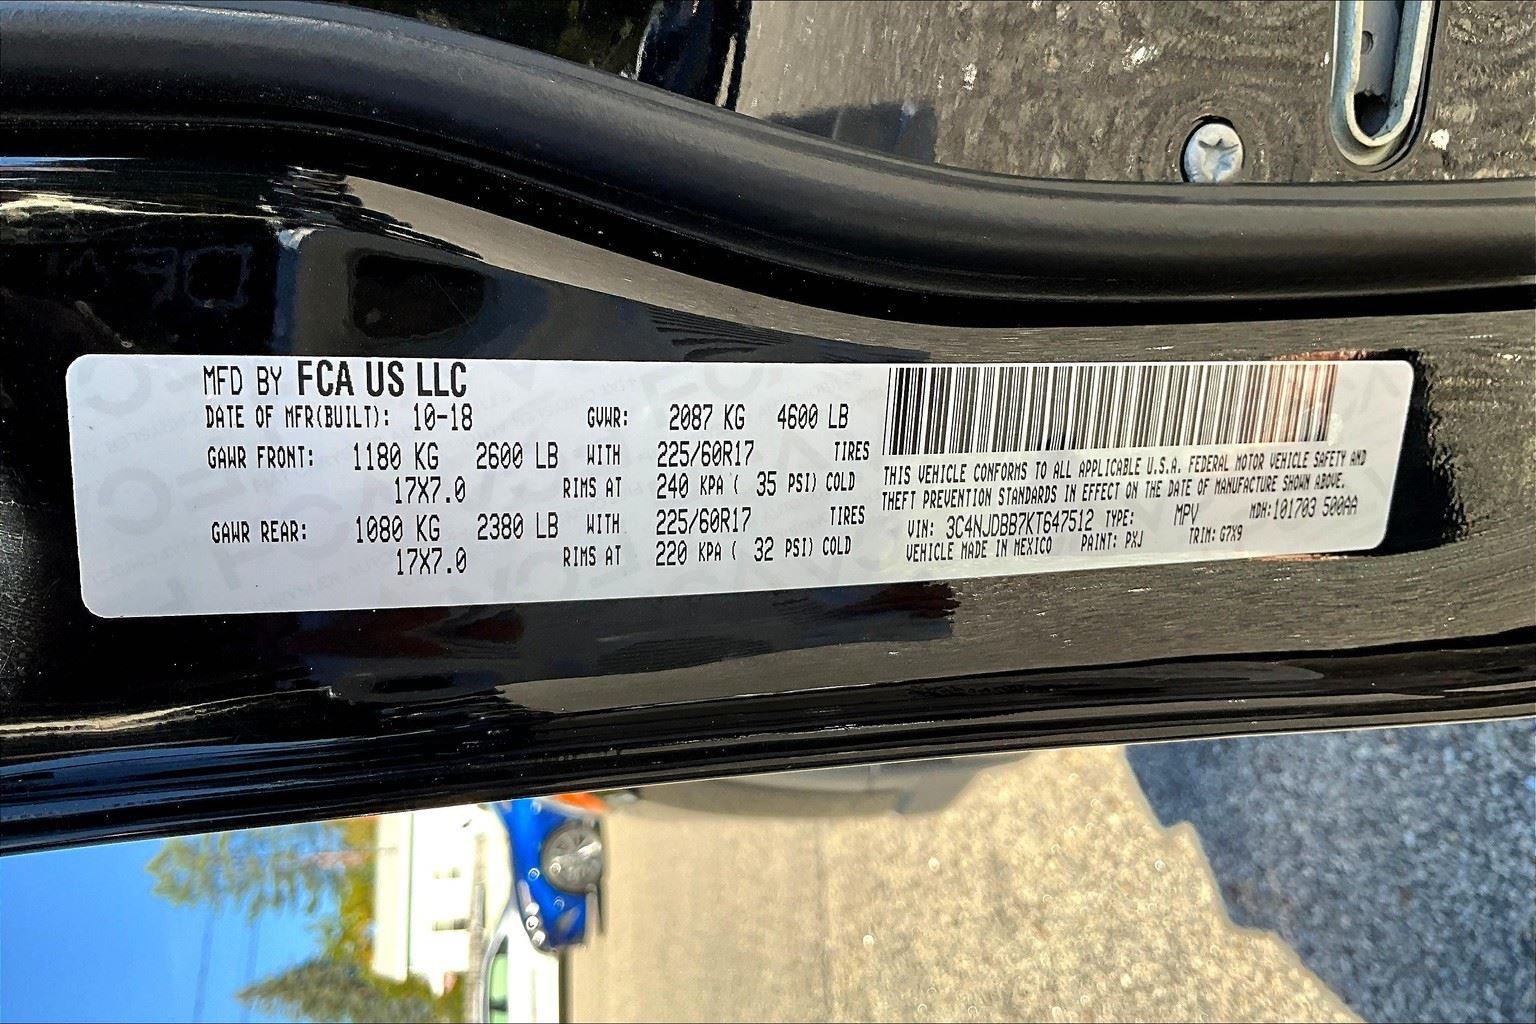 MFD BY FCA US LLC
DATE OF MFR(BUILT): 10-18 GVWR: 2087 KG 4600 LB
GAWR FRONT: 1180 KG 2600 LB WITH 225/60R17 TIRES
17X7.0 RIMS AT 240 KPA ( 35 PSI) COLD
GAWR REAR: 1080 KG 2380 LB WITH 225/60R17 TIRES
17X7.0 RIMS AT 220 KPA ( 32 PSI) COLD
THIS VEHICLE CONFORMS TO ALL APPLICABLE U.S.A. FEDERAL MOTOR VEHICLE SAFETY AND
THEFT PREVENTION STANDARDS IN EFFECT ON THE DATE OF MANUFACTURE SHOWN ABOVE.
VIN: 3C4NJDBB7KT647512 TYPE: MPV MDH:101703 500AA
VEHICLE MADE IN MEXICO PAINT: PXJ TRIM: G7X9